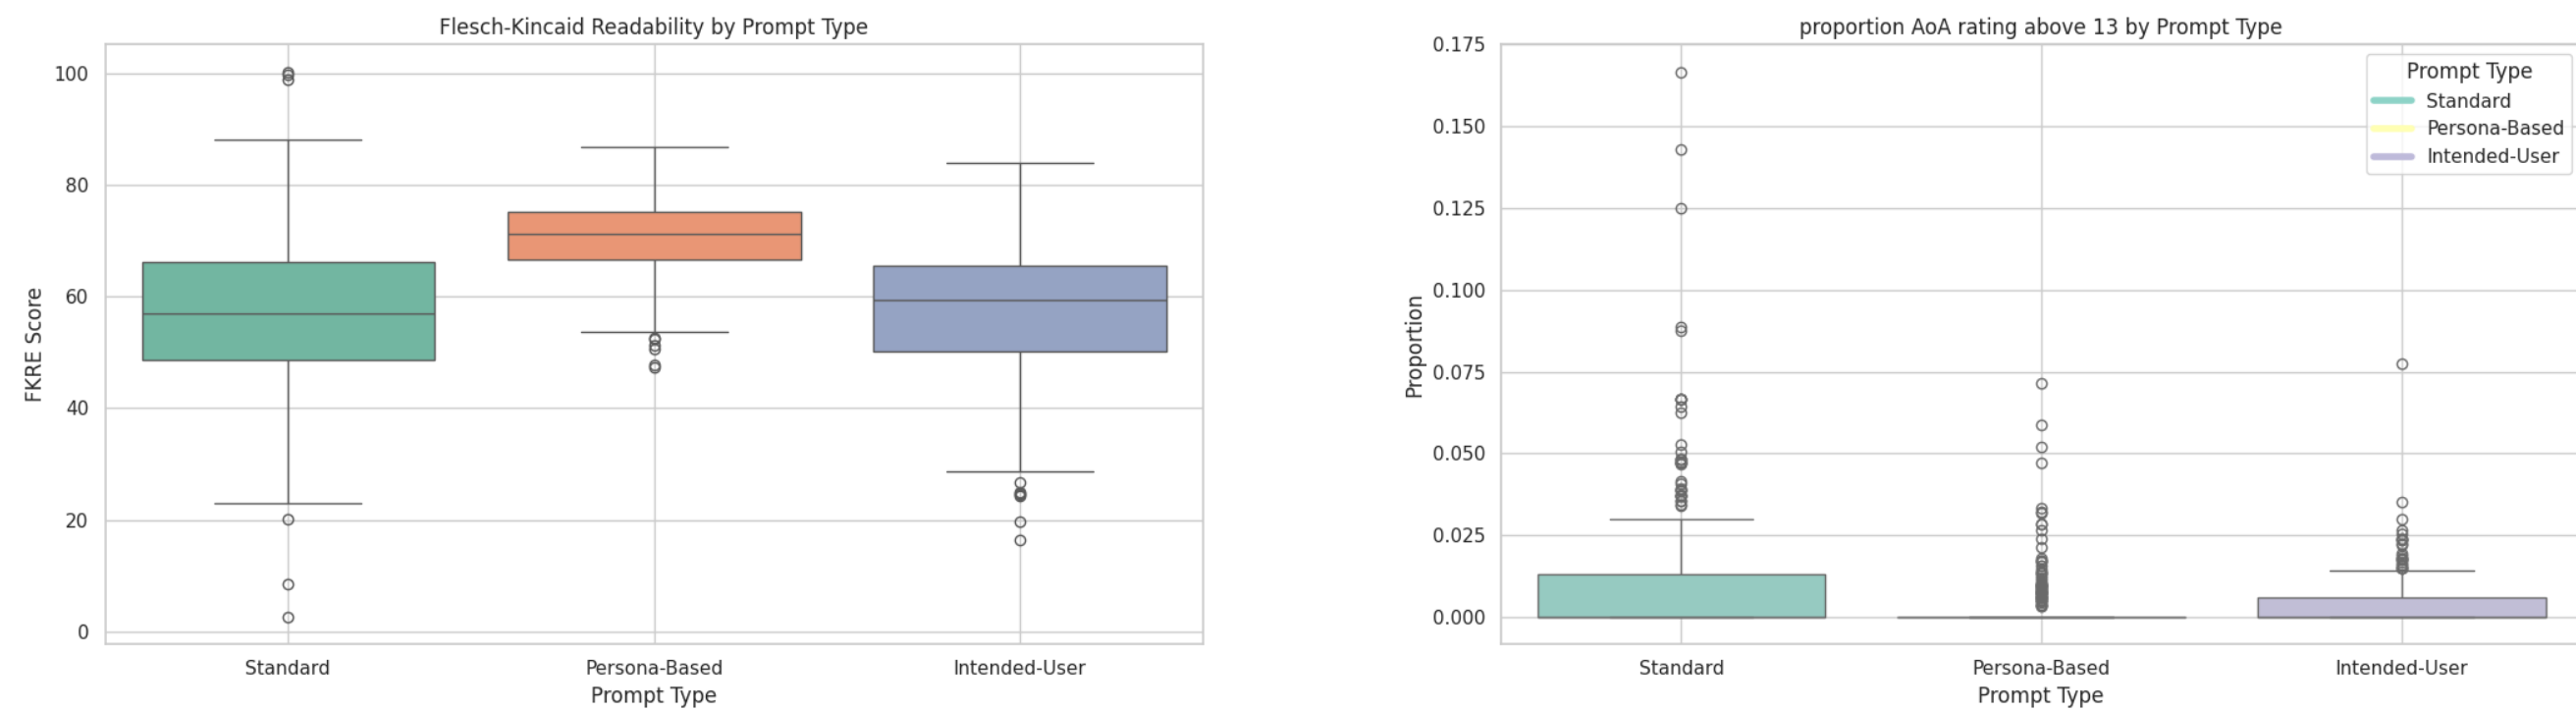 Flesch-Kincaid Readability by Prompt Type
100
80
60
40
20
0
FKRE Score
Standard
Persona-Based
Intended-User
Prompt Type
proportion AoA rating above 13 by Prompt Type
0.175
0.150
0.125
0.100
0.075
0.050
0.025
0.000
Proportion
Prompt Type
Standard
Persona-Based
Intended-User
Standard
Persona-Based
Intended-User
Prompt Type